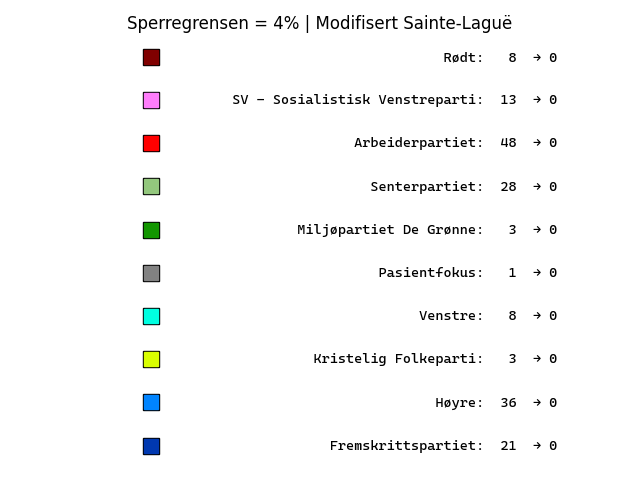 Sperregrensen = 4% | Modifisert Sainte-Laguë
Rødt: 8 → 0
SV – Sosialistisk Venstreparti: 13 → 0
Arbeiderpartiet: 48 → 0
Senterpartiet: 28 → 0
Miljøpartiet De Grønne: 3 → 0
Pasientfokus: 1 → 0
Venstre: 8 → 0
Kristelig Folkeparti: 3 → 0
Høyre: 36 → 0
Fremskrittspartiet: 21 → 0